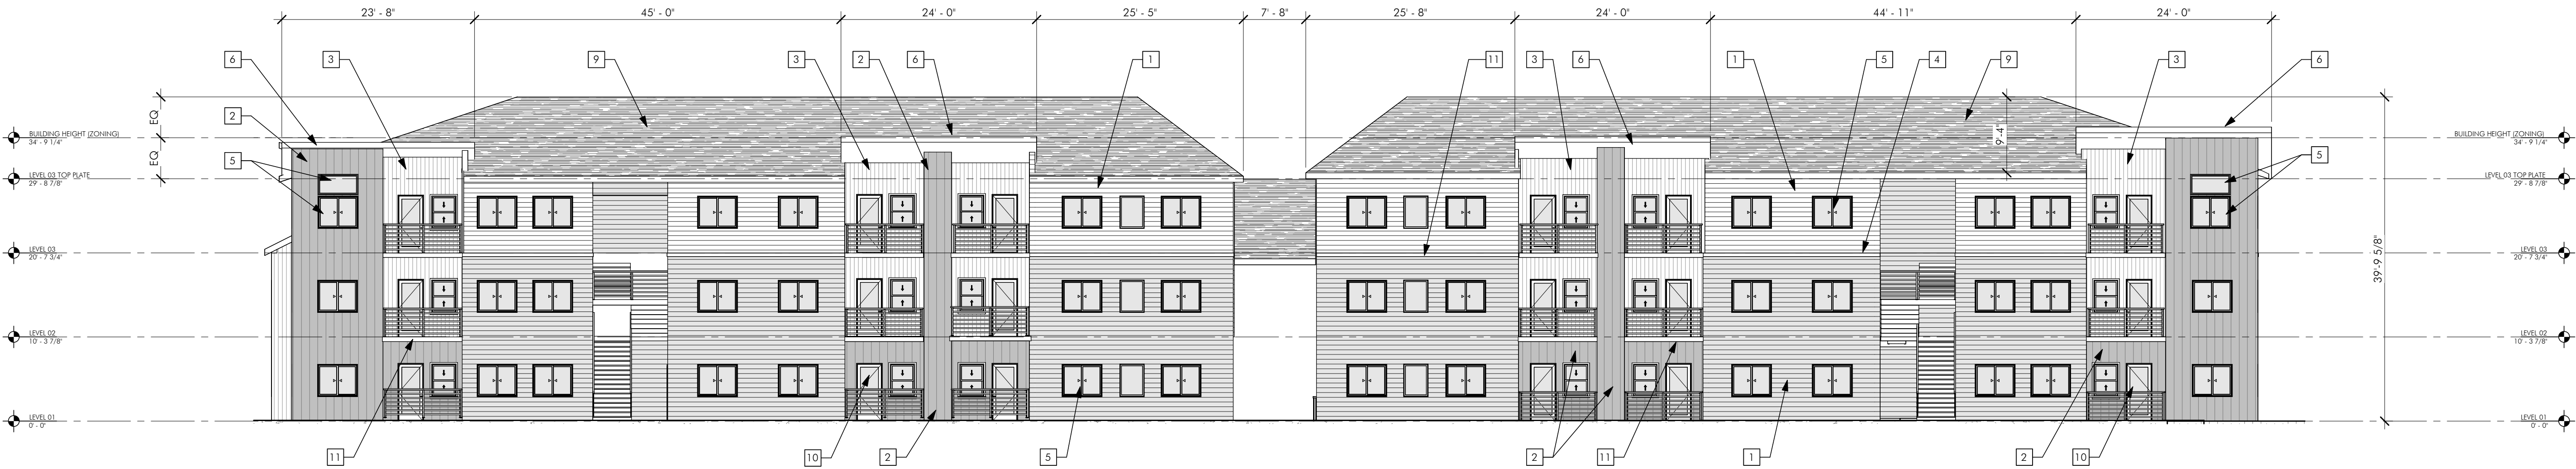 23' - 8"
45' - 0"
24' - 0"
25' - 5"
7' - 8"
25' - 8"
24' - 0"
44' - 11"
24' - 0"
6
3
9
3
2
6
1
11
3
6
1
5
4
9
3
6
2
5
5
EQ
EQ
9'-4"
39'-9 5/8"
BUILDING HEIGHT (ZONING)
34' - 9 1/4"
LEVEL 03 TOP PLATE
29' - 8 7/8"
LEVEL 03
20' - 7 3/4"
LEVEL 02
10' - 3 7/8"
LEVEL 01
0' - 0"
BUILDING HEIGHT (ZONING)
34' - 9 1/4"
LEVEL 03 TOP PLATE
29' - 8 7/8"
LEVEL 03
20' - 7 3/4"
LEVEL 02
10' - 3 7/8"
LEVEL 01
0' - 0"
11
10
2
5
2
11
1
2
10